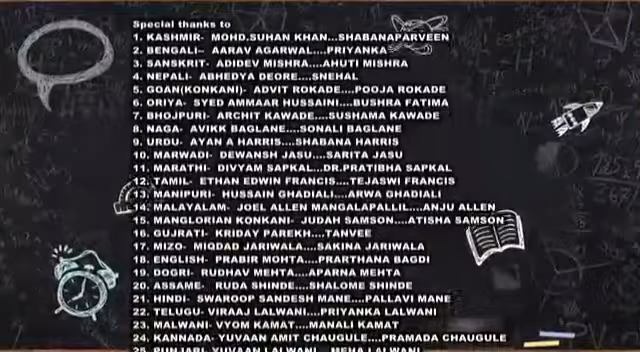 Special thanks to
1. KASHMIR- MOHD.SUHAN KHAN...SHABANAPARVEEN
2. BENGALI- AARAV AGARWAL....PRIYANKA
3. SANSKRIT- ADIDEV MISHRA....AHUTI MISHRA
4. NEPALI- ABHEDYA DEORE....SNEHAL
5. GOAN(KONKANI)- ADVIT ROKADE....POOJA ROKADE
6. ORIYA- SYED AMMAAR HUSSAINI....BUSHRA FATIMA
7. BHOJPURI- ARCHIT KAWADE....SUSHAMA KAWADE
8. NAGA- AVIKK BAGLANE....SONALI BAGLANE
9. URDU- AYAN A HARRIS....SHABANA HARRIS
10. MARWADI- DEWANSH JASU....SARITA JASU
11. MARATHI- DIVYAM SAPKAL...DR.PRATIBHA SAPKAL
12. TAMIL- ETHAN EDWIN FRANCIS....TEJASWI FRANCIS
13. MANIPURI- HUSSAIN GHADIALI....ARWA GHADIALI
14. MALAYALAM- JOEL ALLEN MANGALAPALLIL....ANJU ALLEN
15. MANGLORIAN KONKANI- JUDAH SAMSON....ATISHA SAMSON
16. GUJRATI- KRIDAY PAREKH....TANVEE
17. MIZO- MIQDAD JARIWALA....SAKINA JARIWALA
18. ENGLISH- PRABIR MOHTA....PRARTHANA BAGDI
19. DOGRI- RUDHAV MEHTA....APARNA MEHTA
20. ASSAME- RUDA SHINDE....SHALOME SHINDE
21. HINDI- SWAROOP SANDESH MANE....PALLAVI MANE
22. TELUGU- VIRAAJ LALWANI....PRIYANKA LALWANI
23. MALWANI- VYOM KAMAT....MANALI KAMAT
24. KANNADA- YUVAAN AMIT CHAUGULE....PRAMADA CHAUGULE
25. PUNJABI- YUVAAN LALWANI....MEHA LALWANI